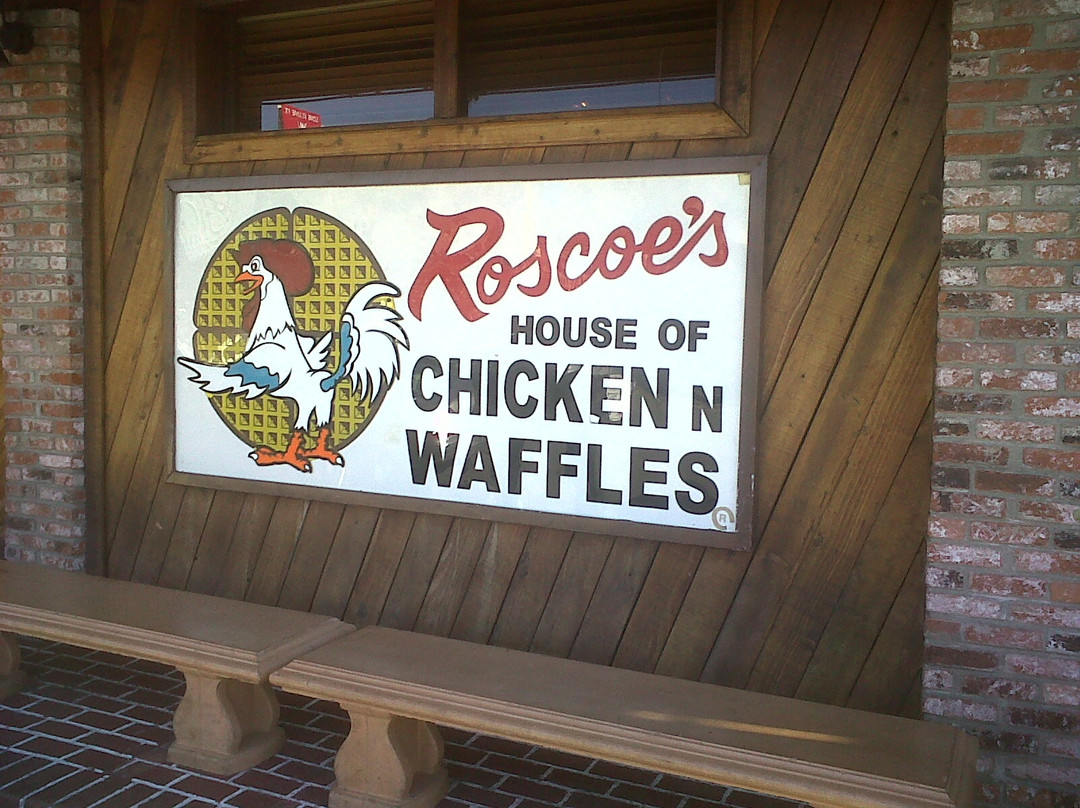 Roscoe's
HOUSE OF
CHICKEN N
WAFFLES
R